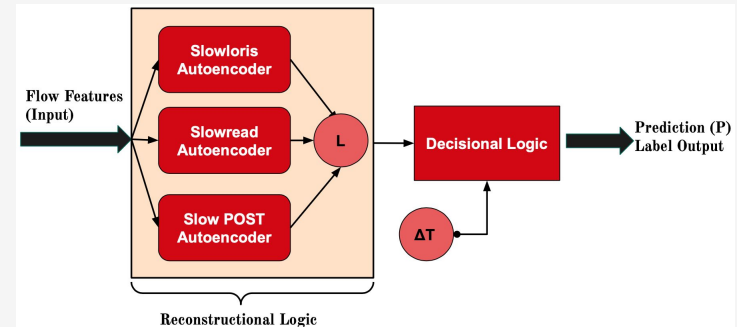 Flow Features
(Input)
Slowloris
Autoencoder
Slowread
Autoencoder
Slow POST
Autoencoder
L
Decisional Logic
ΔT
Prediction (P)
Label Output
Reconstructional Logic